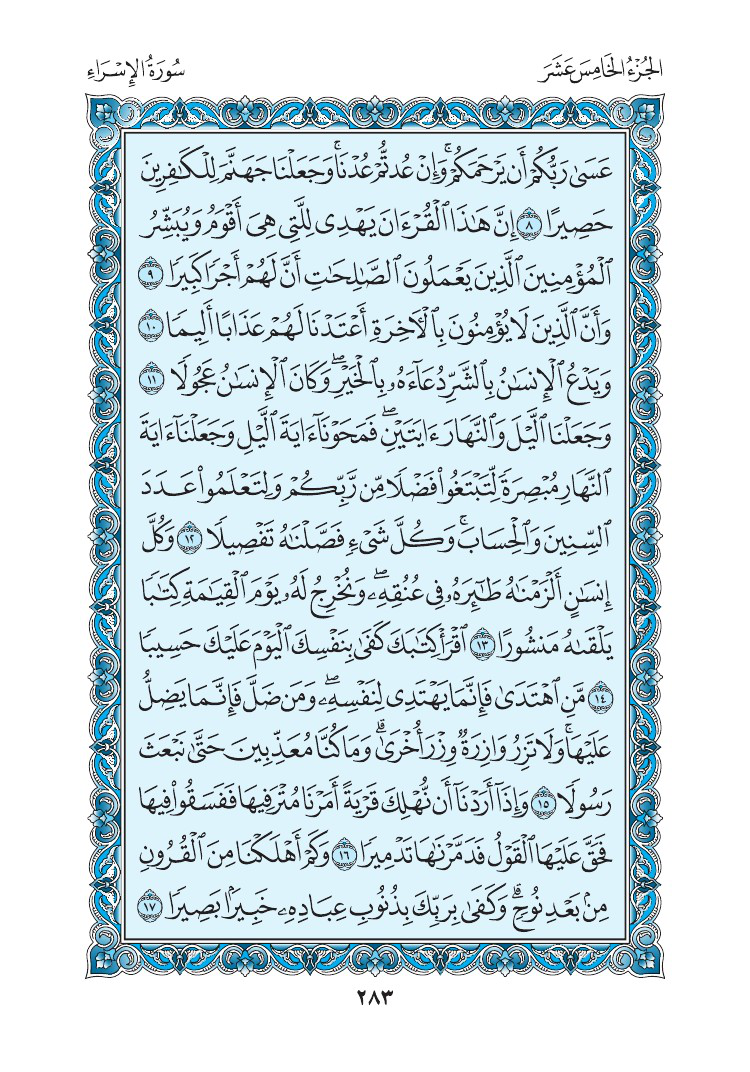 الجُزْءُ الخَامِسَ عَشَرَ
سُورَةُ الإِسْرَاءِ
عَسَىٰ رَبُّكُمۡ أَن يَرۡحَمَكُمۡۚ وَإِنۡ عُدتُّمۡ عُدۡنَاۚ وَجَعَلۡنَا جَهَنَّمَ لِلۡكَٰفِرِينَ
حَصِيرًا ٨ إِنَّ هَٰذَا ٱلۡقُرۡءَانَ يَهۡدِي لِلَّتِي هِيَ أَقۡوَمُ وَيُبَشِّرُ
ٱلۡمُؤۡمِنِينَ ٱلَّذِينَ يَعۡمَلُونَ ٱلصَّٰلِحَٰتِ أَنَّ لَهُمۡ أَجۡرٗا كَبِيرٗا ٩
وَأَنَّ ٱلَّذِينَ لَا يُؤۡمِنُونَ بِٱلۡأٓخِرَةِ أَعۡتَدۡنَا لَهُمۡ عَذَابًا أَلِيمٗا ١٠
وَيَدۡعُ ٱلۡإِنسَٰنُ بِٱلشَّرِّ دُعَآءَهُۥ بِٱلۡخَيۡرِۖ وَكَانَ ٱلۡإِنسَٰنُ عَجُولٗا ١١
وَجَعَلۡنَا ٱلَّيۡلَ وَٱلنَّهَارَ ءَايَتَيۡنِۖ فَمَحَوۡنَآ ءَايَةَ ٱلَّيۡلِ وَجَعَلۡنَآ ءَايَةَ
ٱلنَّهَارِ مُبۡصِرَةٗ لِّتَبۡتَغُواْ فَضۡلٗا مِّن رَّبِّكُمۡ وَلِتَعۡلَمُواْ عَدَدَ
ٱلسِّنِينَ وَٱلۡحِسَابَۚ وَكُلَّ شَيۡءٖ فَصَّلۡنَٰهُ تَفۡصِيلٗا ١٢ وَكُلَّ
إِنسَٰنٍ أَلۡزَمۡنَٰهُ طَٰٓئِرَهُۥ فِي عُنُقِهِۦۖ وَنُخۡرِجُ لَهُۥ يَوۡمَ ٱلۡقِيَٰمَةِ كِتَٰبٗا
يَلۡقَىٰهُ مَنشُورًا ١٣ ٱقۡرَأۡ كِتَٰبَكَ كَفَىٰ بِنَفۡسِكَ ٱلۡيَوۡمَ عَلَيۡكَ حَسِيبٗا
١٤ مَّنِ ٱهۡتَدَىٰ فَإِنَّمَا يَهۡتَدِي لِنَفۡسِهِۦۖ وَمَن ضَلَّ فَإِنَّمَا يَضِلُّ
عَلَيۡهَاۚ وَلَا تَزِرُ وَازِرَةٞ وِزۡرَ أُخۡرَىٰۗ وَمَا كُنَّا مُعَذِّبِينَ حَتَّىٰ نَبۡعَثَ
رَسُولٗا ١٥ وَإِذَآ أَرَدۡنَآ أَن نُّهۡلِكَ قَرۡيَةً أَمَرۡنَا مُتۡرَفِيهَا فَفَسَقُواْ فِيهَا
فَحَقَّ عَلَيۡهَا ٱلۡقَوۡلُ فَدَمَّرۡنَٰهَا تَدۡمِيرٗا ١٦ وَكَمۡ أَهۡلَكۡنَا مِنَ ٱلۡقُرُونِ
مِنۢ بَعۡدِ نُوحٖۗ وَكَفَىٰ بِرَبِّكَ بِذُنُوبِ عِبَادِهِۦ خَبِيرَۢا بَصِيرٗا ١٧
٢٨٣